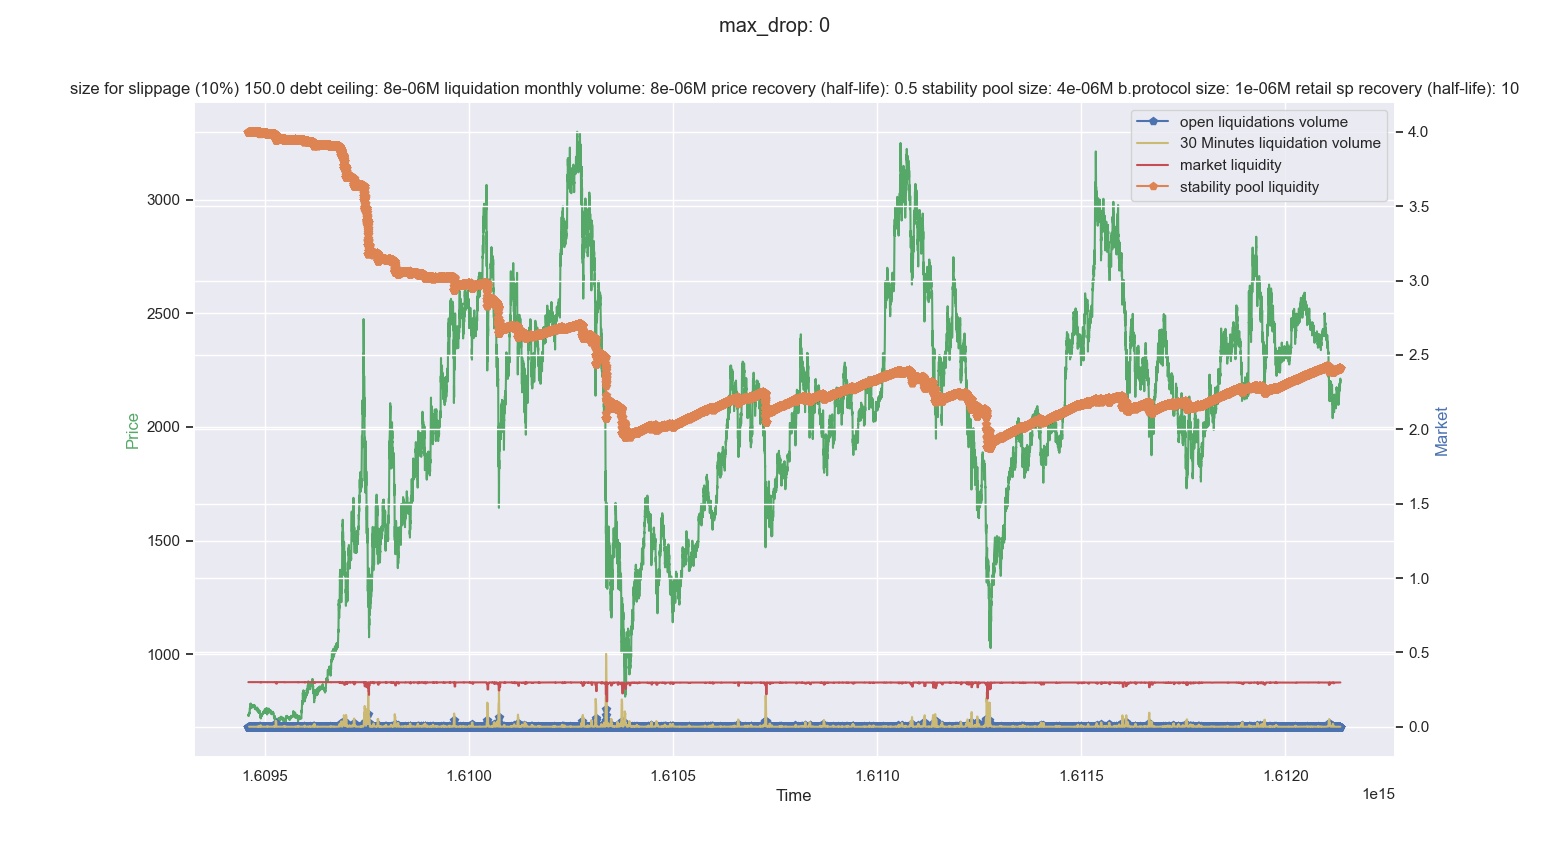 max_drop: 0
size for slippage (10%) 150.0 debt ceiling: 8e-06M liquidation monthly volume: 8e-06M price recovery (half-life): 0.5 stability pool size: 4e-06M b.protocol size: 1e-06M retail sp recovery (half-life): 10
open liquidations volume
30 Minutes liquidation volume
market liquidity
stability pool liquidity
3000
2500
2000
1500
1000
Price
4.0
3.5
3.0
2.5
2.0
1.5
1.0
0.5
0.0
Market
1.6095 1.6100 1.6105 1.6110 1.6115 1.6120
Time
1e15